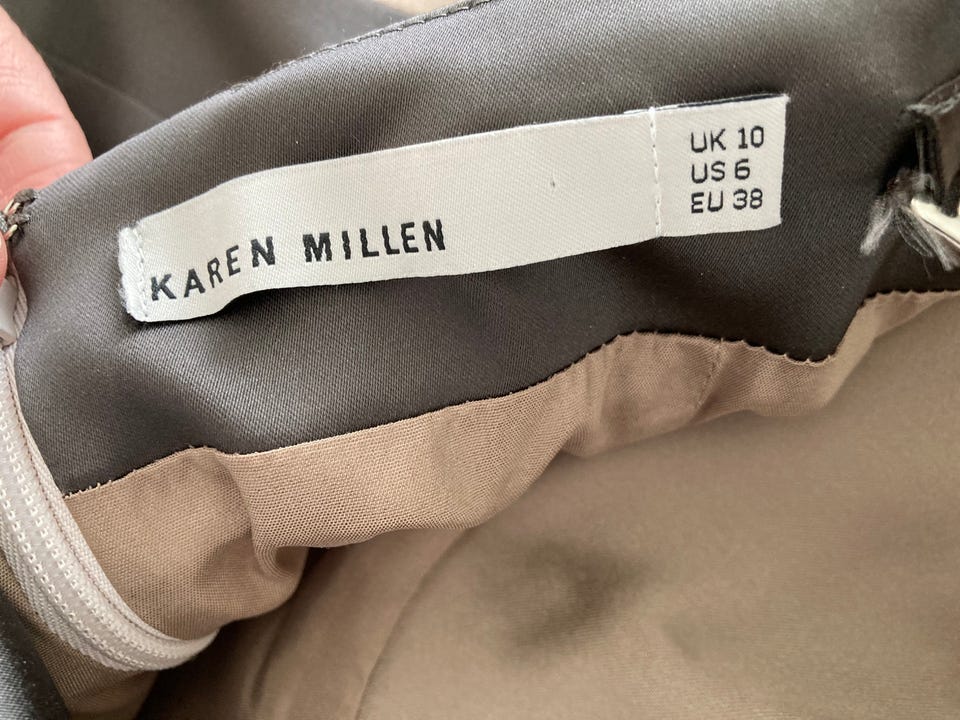 KAREN MILLEN
UK 10
US 6
EU 38